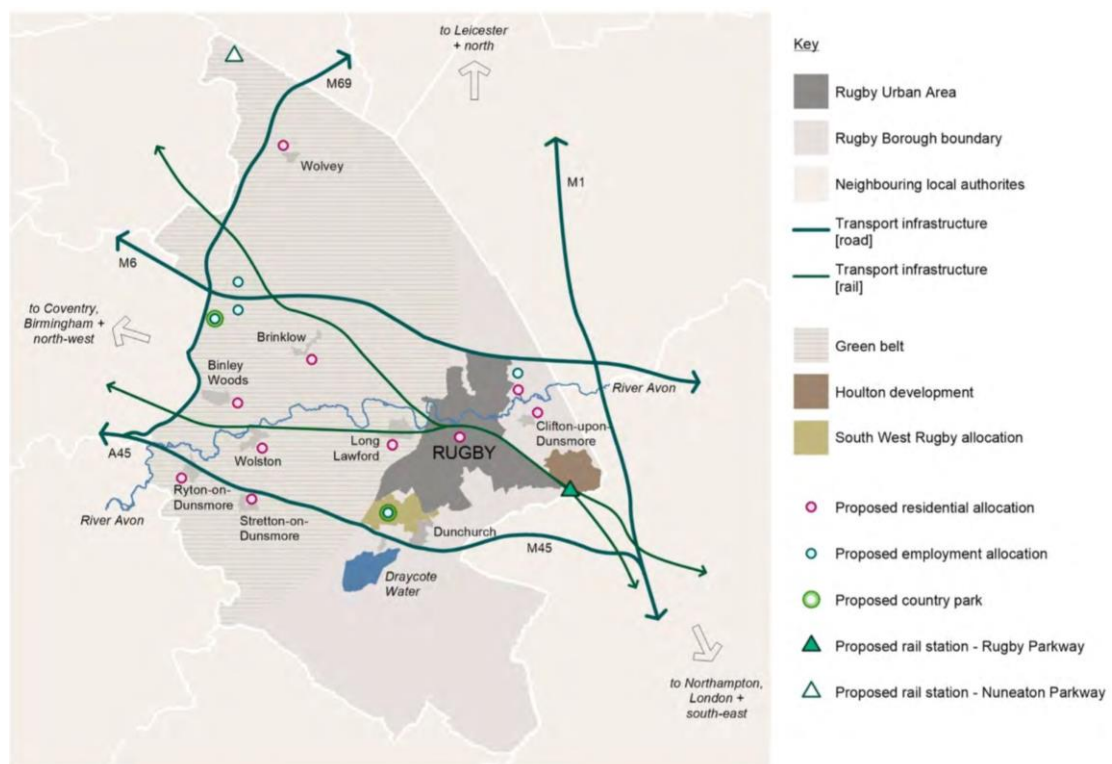 to Leicester
+ north
M69
Wolvey
M1
M6
to Coventry,
Birmingham +
north-west
Brinklow
Binley
Woods
River Avon
Clifton-upon-
Dunsmore
Long
Lawford
RUGBY
A45
Wolston
Ryton-on-
Dunsmore
Stretton-on-
Dunsmore
River Avon
Dunchurch
M45
Draycote
Water
to Northampton,
London +
south-east
Key
Rugby Urban Area
Rugby Borough boundary
Neighbouring local authorites
Transport infrastructure
[road]
Transport infrastructure
[rail]
Green belt
Houlton development
South West Rugby allocation
Proposed residential allocation
Proposed employment allocation
Proposed country park
Proposed rail station - Rugby Parkway
Proposed rail station - Nuneaton Parkway